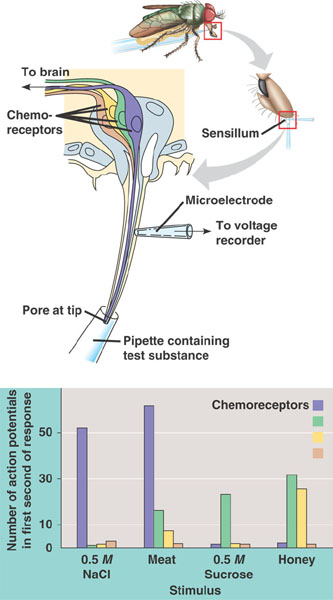 To brain
Chemo-
receptors
Sensillum
Microelectrode
To voltage
recorder
Pore at tip
Pipette containing
test substance
Number of action potentials
in first second of response
50
30
10
0
Chemoreceptors
0.5 M
NaCl
Meat
0.5 M
Sucrose
Honey
Stimulus